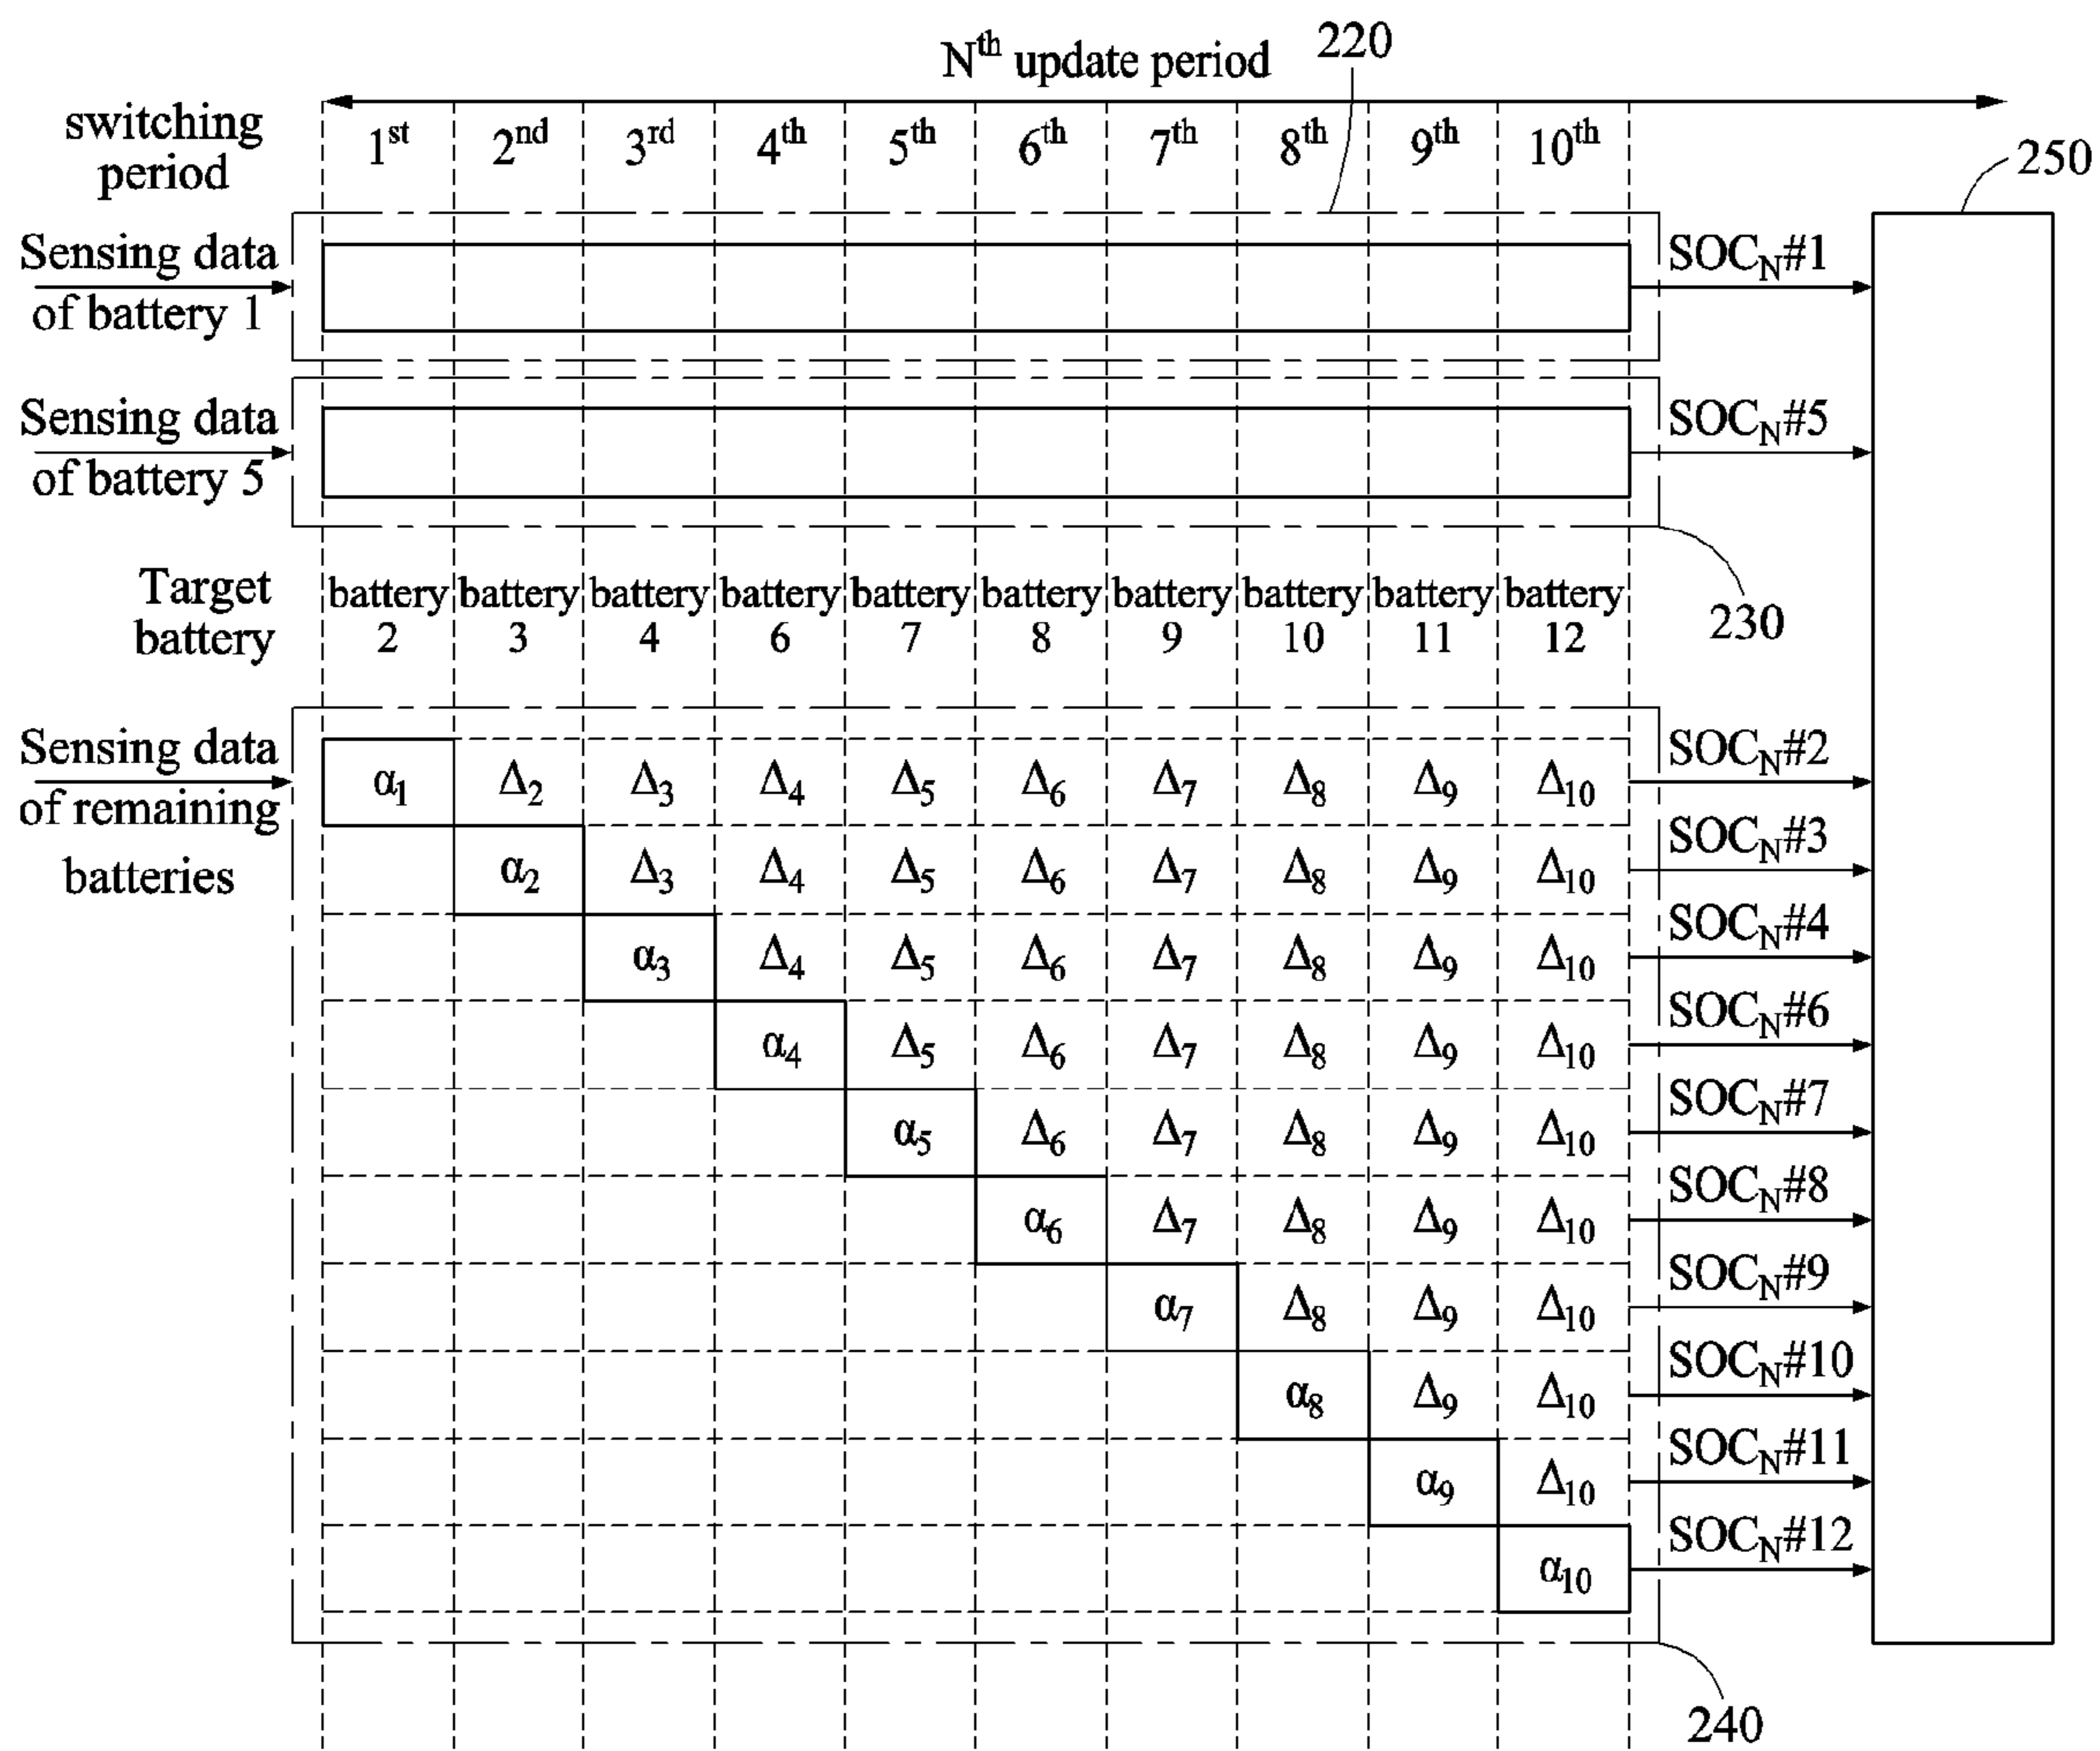 Nth update period
220
switching period
1st 2nd 3rd 4th 5th 6th 7th 8th 9th 10th
250
Sensing data of battery 1
SOCN#1
Sensing data of battery 5
SOCN#5
Target battery
battery 2 battery 3 battery 4 battery 6 battery 7 battery 8 battery 9 battery 10 battery 11 battery 12
230
Sensing data of remaining batteries
α1 Δ2 Δ3 Δ4 Δ5 Δ6 Δ7 Δ8 Δ9 Δ10 SOCN#2
α2 Δ3 Δ4 Δ5 Δ6 Δ7 Δ8 Δ9 Δ10 SOCN#3
α3 Δ4 Δ5 Δ6 Δ7 Δ8 Δ9 Δ10 SOCN#4
α4 Δ5 Δ6 Δ7 Δ8 Δ9 Δ10 SOCN#6
α5 Δ6 Δ7 Δ8 Δ9 Δ10 SOCN#7
α6 Δ7 Δ8 Δ9 Δ10 SOCN#8
α7 Δ8 Δ9 Δ10 SOCN#9
α8 Δ9 Δ10 SOCN#10
α9 Δ10 SOCN#11
α10 SOCN#12
240